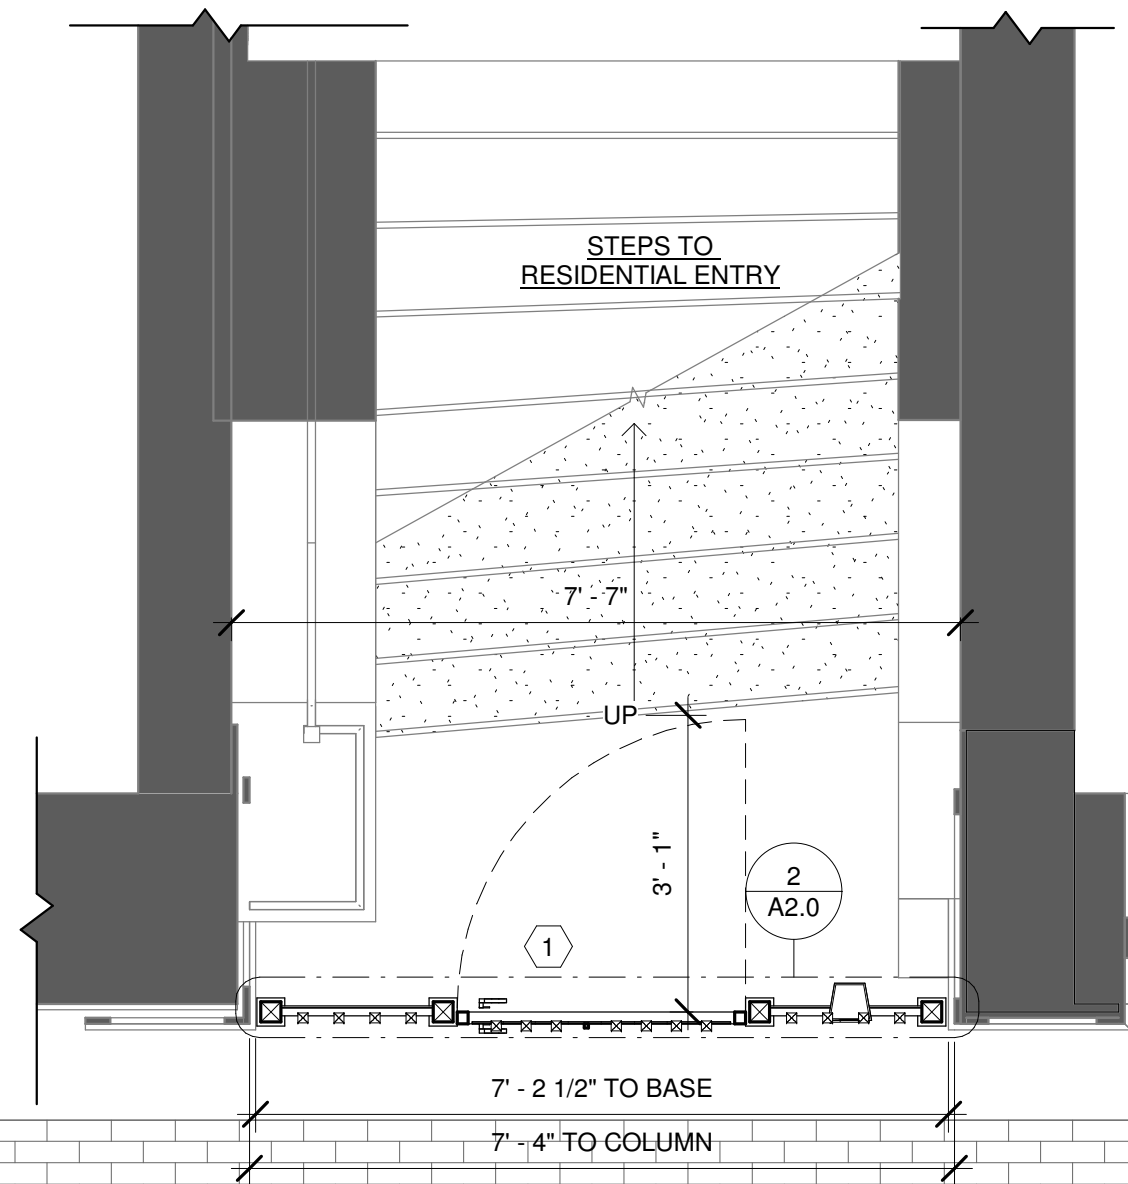 STEPS TO
RESIDENTIAL ENTRY
7' - 7"
UP
3' - 1"
2
A2.0
1
7' - 2 1/2" TO BASE
7' - 4" TO COLUMN